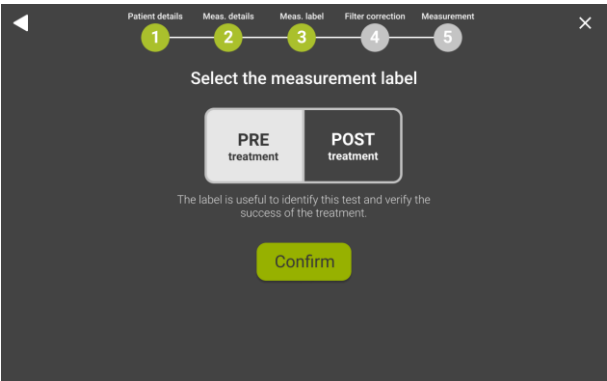 Patient details Meas. details Meas. label Filter correction Measurement
1 2 3 4 5
Select the measurement label
PRE POST
treatment treatment
The label is useful to identify this test and verify the
success of the treatment.
Confirm